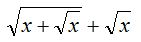 √(x + √x) + √x